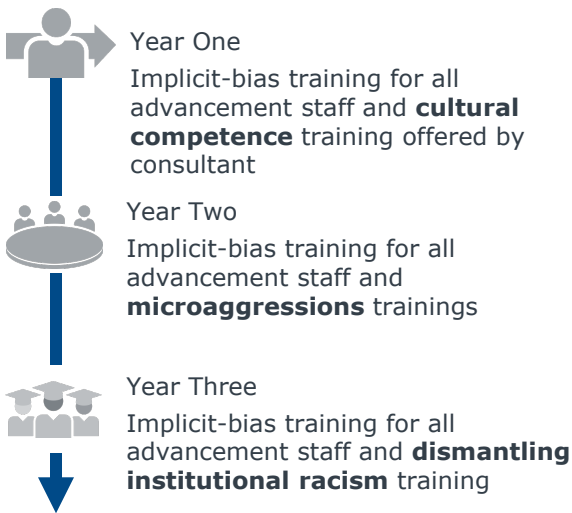 Year One
Implicit-bias training for all
advancement staff and cultural
competence training offered by
consultant
Year Two
Implicit-bias training for all
advancement staff and
microaggressions trainings
Year Three
Implicit-bias training for all
advancement staff and dismantling
institutional racism training